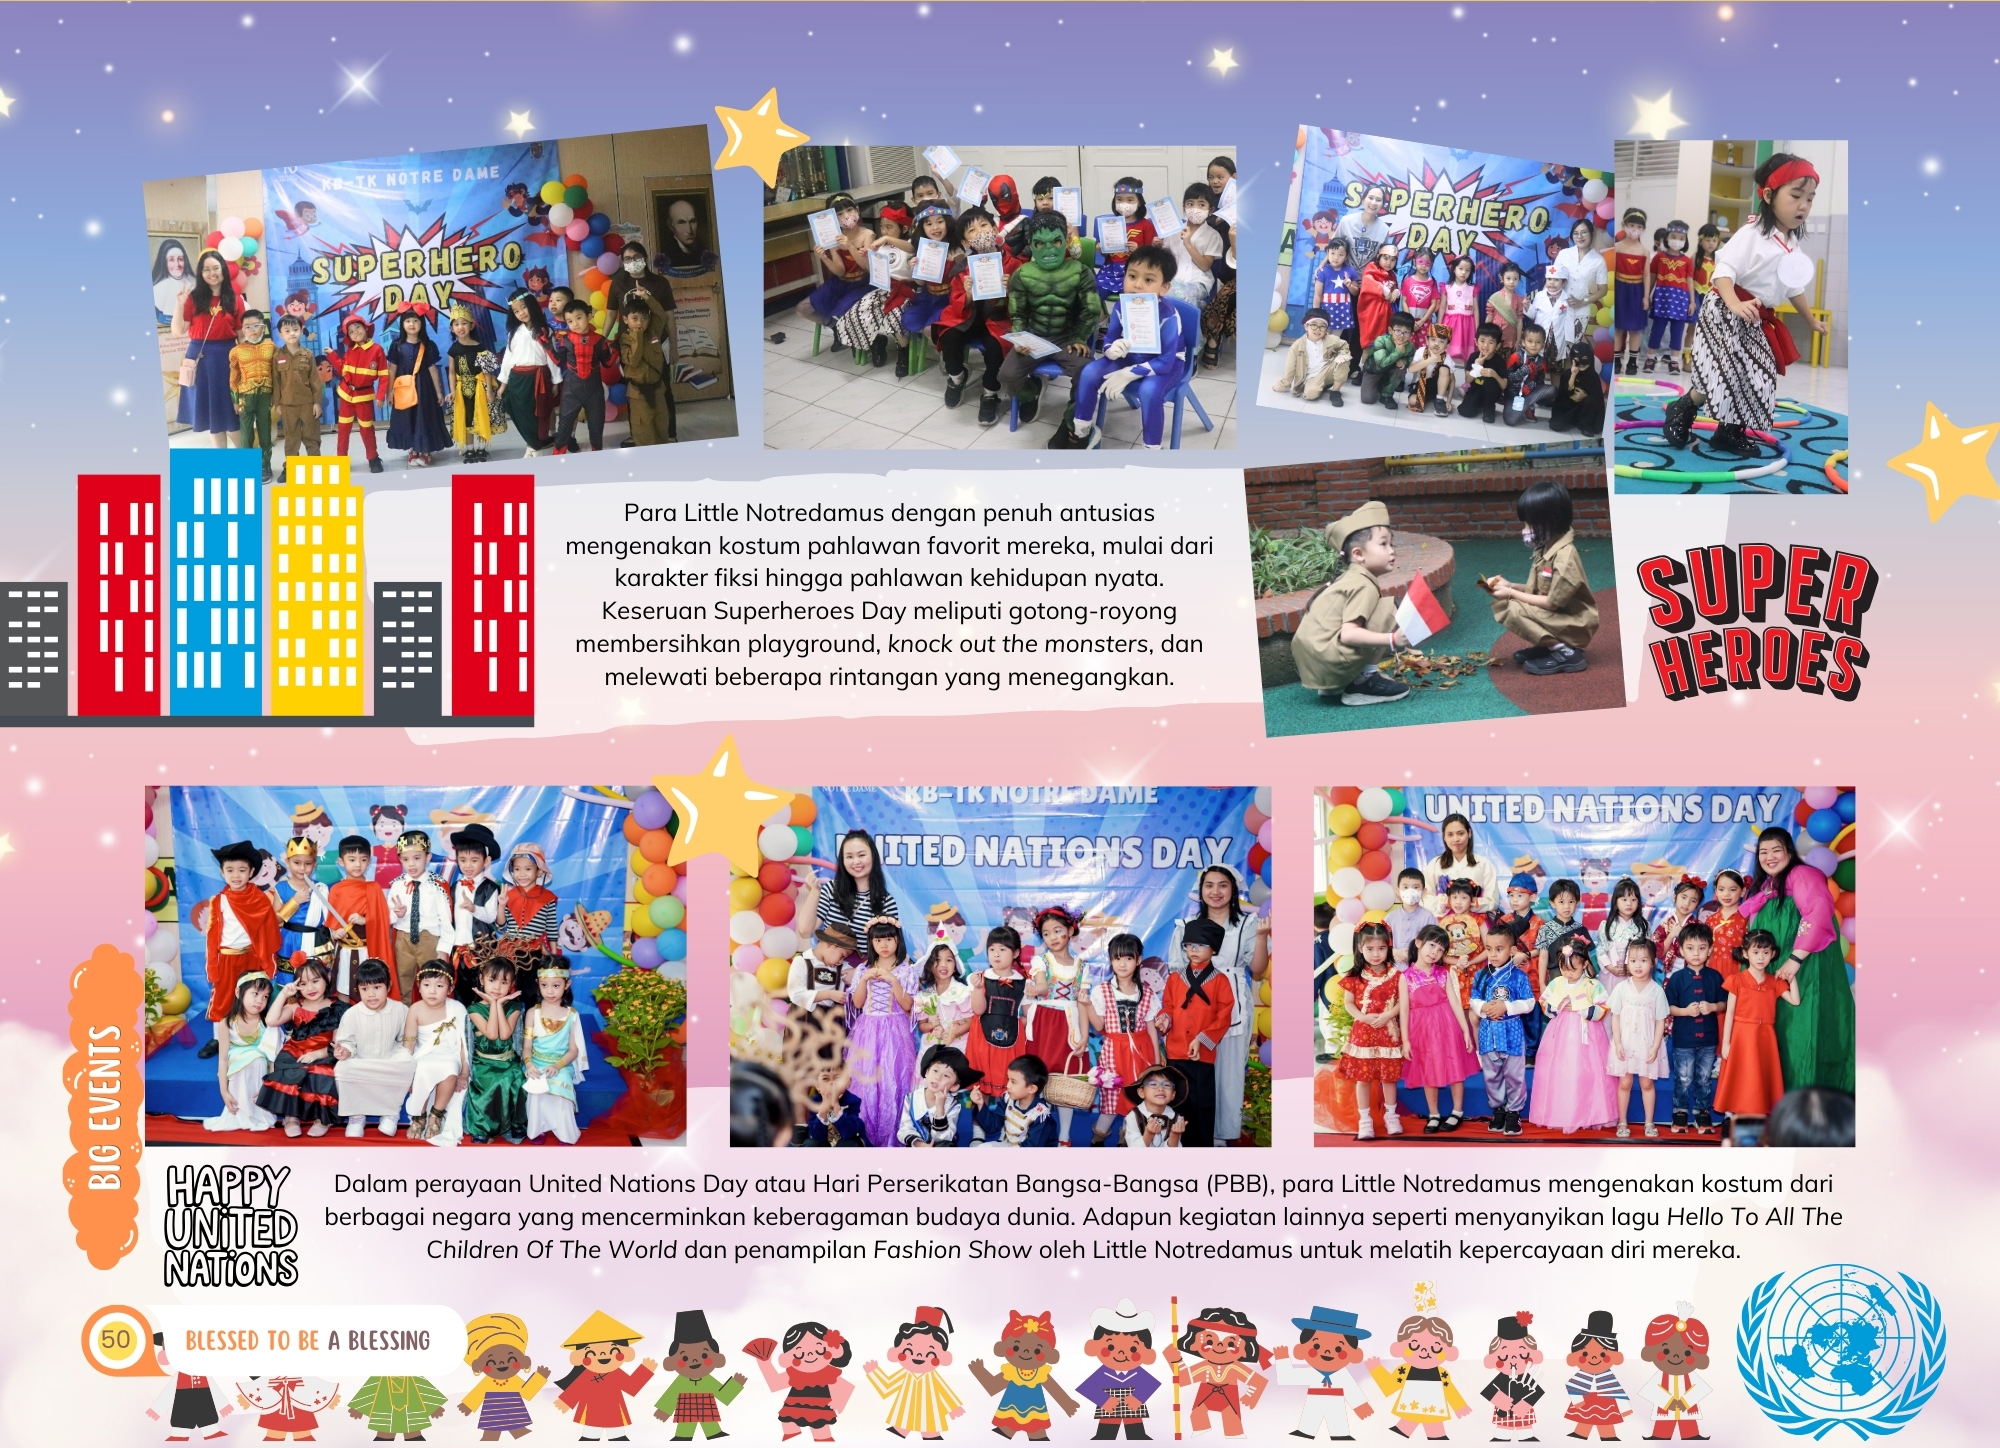 KB-TK NOTRE DAME
SUPERHERO
DAY
SUPERHERO
DAY
Para Little Notredamus dengan penuh antusias
mengenakan kostum pahlawan favorit mereka, mulai dari
karakter fiksi hingga pahlawan kehidupan nyata.
Keseruan Superheroes Day meliputi gotong-royong
membersihkan playground, knock out the monsters, dan
melewati beberapa rintangan yang menegangkan.
SUPER
HEROES
NOTRE DAME
KB-TK NOTRE DAME
UNITED NATIONS DAY
UNITED NATIONS DAY
BIG EVENTS
HAPPY
UNiTED
NATiONS
Dalam perayaan United Nations Day atau Hari Perserikatan Bangsa-Bangsa (PBB), para Little Notredamus mengenakan kostum dari
berbagai negara yang mencerminkan keberagaman budaya dunia. Adapun kegiatan lainnya seperti menyanyikan lagu Hello To All The
Children Of The World dan penampilan Fashion Show oleh Little Notredamus untuk melatih kepercayaan diri mereka.
50
BLESSED TO BE A BLESSING